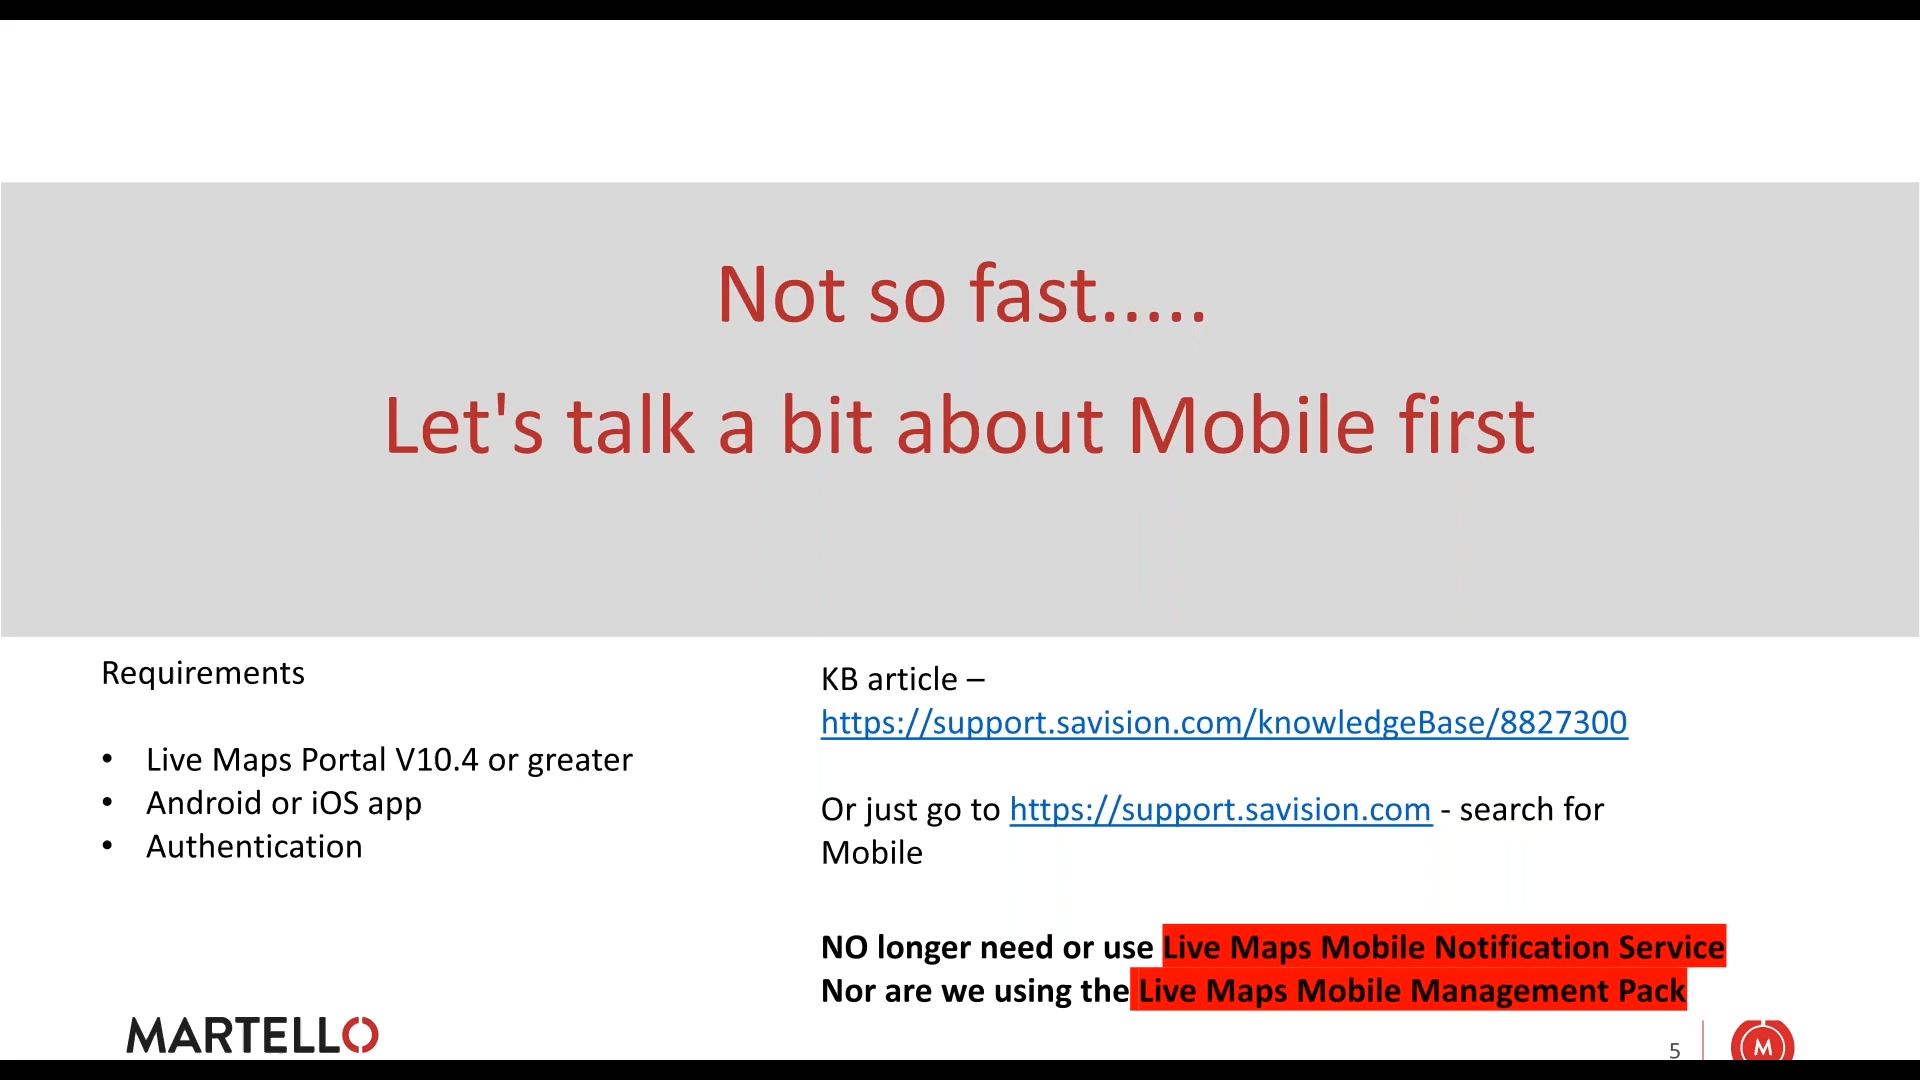 Not so fast.....
Let's talk a bit about Mobile first
Requirements
• Live Maps Portal V10.4 or greater
• Android or iOS app
• Authentication
KB article –
https://support.savision.com/knowledgeBase/8827300
Or just go to https://support.savision.com - search for
Mobile
NO longer need or use Live Maps Mobile Notification Service
Nor are we using the Live Maps Mobile Management Pack
MARTELLO
5
M